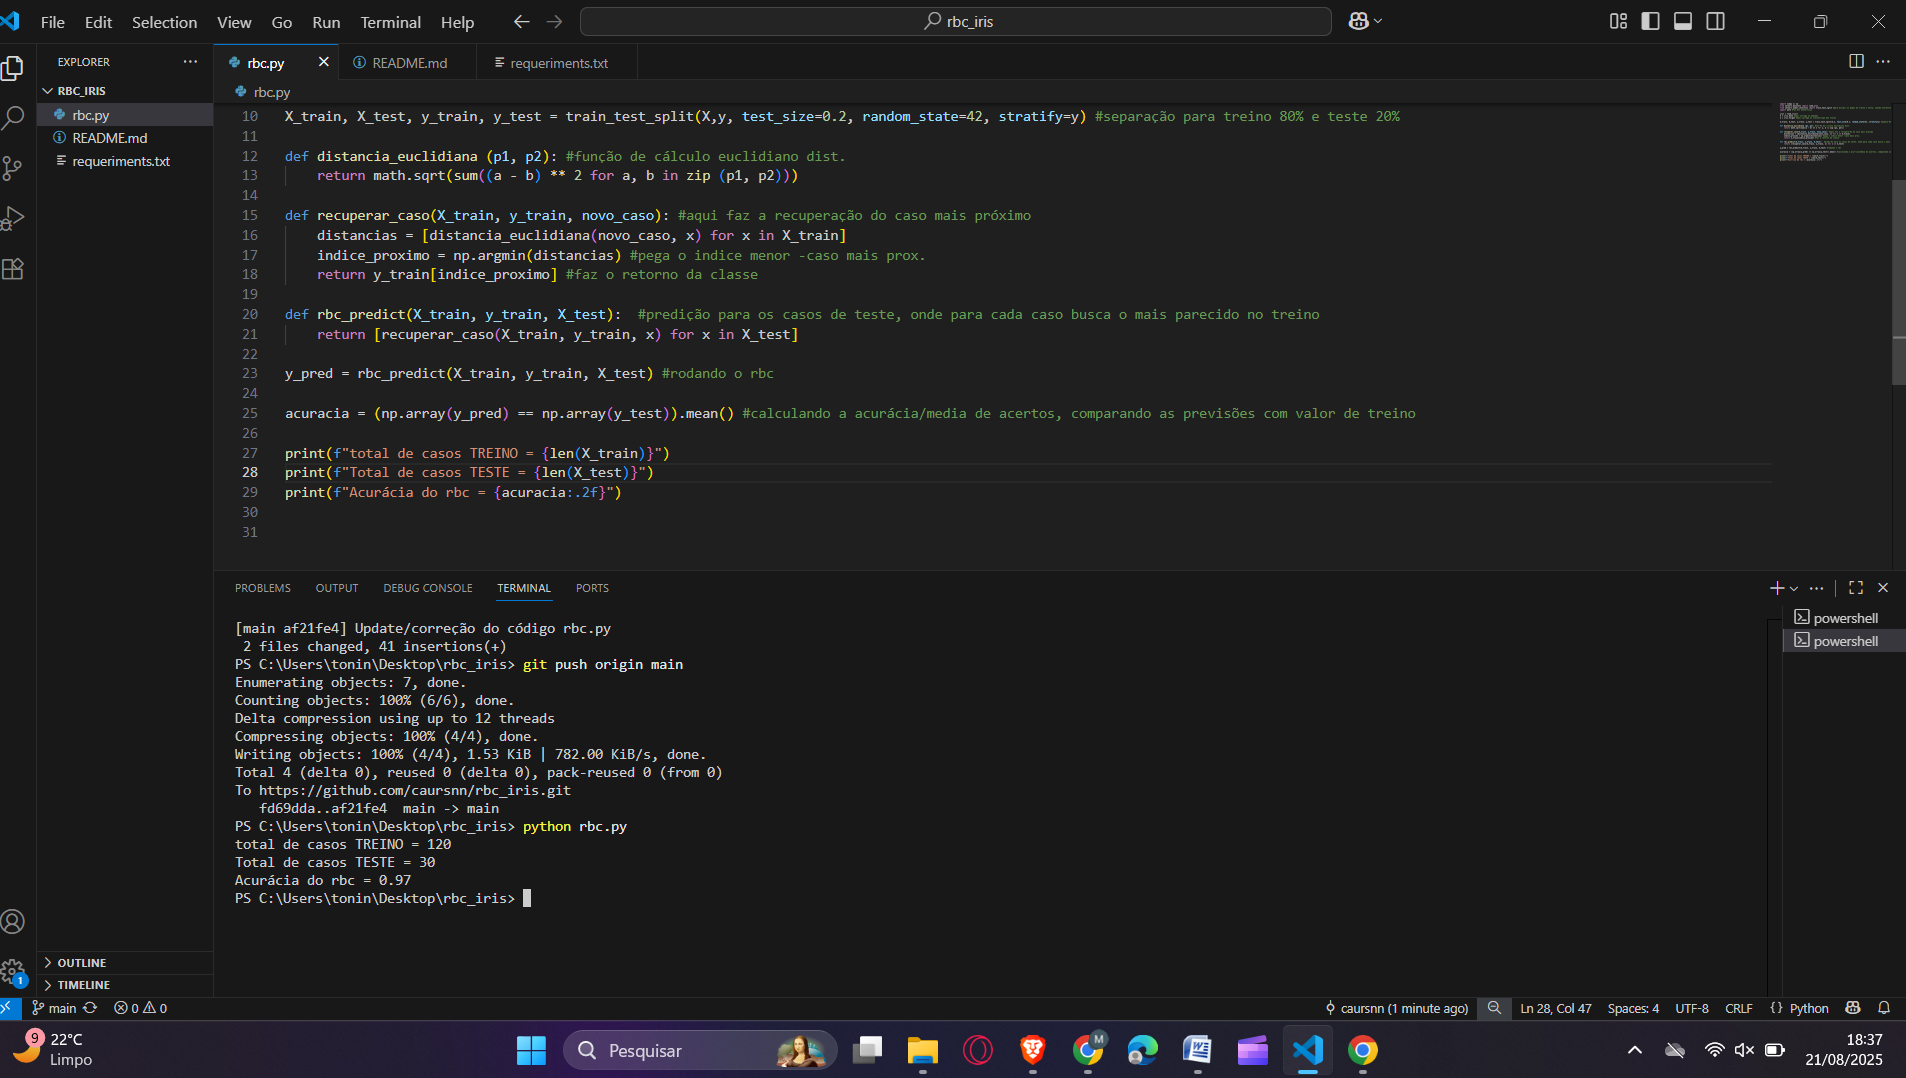 File Edit Selection View Go Run Terminal Help
rbc_iris
EXPLORER
RBC_IRIS
rbc.py
README.md
requeriments.txt
rbc.py
README.md
requeriments.txt
rbc.py
10 X_train, X_test, y_train, y_test = train_test_split(X,y, test_size=0.2, random_state=42, stratify=y) #separação para treino 80% e teste 20%
11
12 def distancia_euclidiana (p1, p2): #função de cálculo euclidiano dist.
13     return math.sqrt(sum((a - b) ** 2 for a, b in zip (p1, p2)))
14
15 def recuperar_caso(X_train, y_train, novo_caso): #aqui faz a recuperação do caso mais próximo
16     distancias = [distancia_euclidiana(novo_caso, x) for x in X_train]
17     indice_proximo = np.argmin(distancias) #pega o indice menor -caso mais prox.
18     return y_train[indice_proximo] #faz o retorno da classe
19
20 def rbc_predict(X_train, y_train, X_test):  #predição para os casos de teste, onde para cada caso busca o mais parecido no treino
21     return [recuperar_caso(X_train, y_train, x) for x in X_test]
22
23 y_pred = rbc_predict(X_train, y_train, X_test) #rodando o rbc
24
25 acuracia = (np.array(y_pred) == np.array(y_test)).mean() #calculando a acurácia/media de acertos, comparando as previsões com valor de treino
26
27 print(f"total de casos TREINO = {len(X_train)}")
28 print(f"Total de casos TESTE = {len(X_test)}")
29 print(f"Acurácia do rbc = {acuracia:.2f}")
30
31
PROBLEMS OUTPUT DEBUG CONSOLE TERMINAL PORTS
powershell
powershell
[main af21fe4] Update/correção do código rbc.py
 2 files changed, 41 insertions(+)
PS C:\Users\tonin\Desktop\rbc_iris> git push origin main
Enumerating objects: 7, done.
Counting objects: 100% (6/6), done.
Delta compression using up to 12 threads
Compressing objects: 100% (4/4), done.
Writing objects: 100% (4/4), 1.53 KiB | 782.00 KiB/s, done.
Total 4 (delta 0), reused 0 (delta 0), pack-reused 0 (from 0)
To https://github.com/caursnn/rbc_iris.git
   fd69dda..af21fe4  main -> main
PS C:\Users\tonin\Desktop\rbc_iris> python rbc.py
total de casos TREINO = 120
Total de casos TESTE = 30
Acurácia do rbc = 0.97
PS C:\Users\tonin\Desktop\rbc_iris>
OUTLINE
TIMELINE
1
main 0 0 caursnn (1 minute ago) Ln 28, Col 47 Spaces: 4 UTF-8 CRLF {} Python
9
22°C
Limpo
Pesquisar
M
18:37
21/08/2025